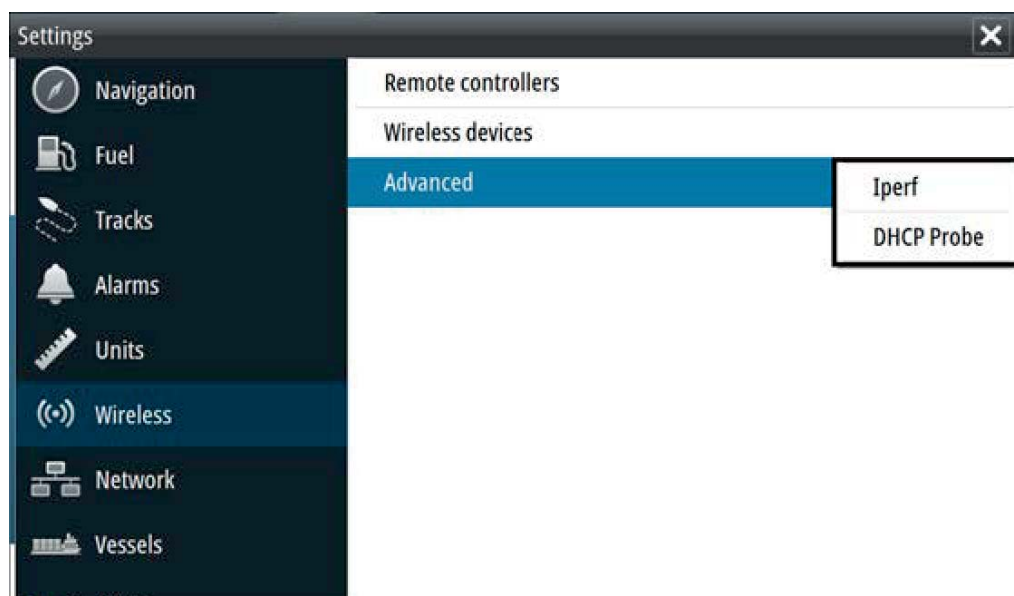 Settings
Navigation
Fuel
Tracks
Alarms
Units
Wireless
Network
Vessels
Remote controllers
Wireless devices
Advanced
Iperf
DHCP Probe